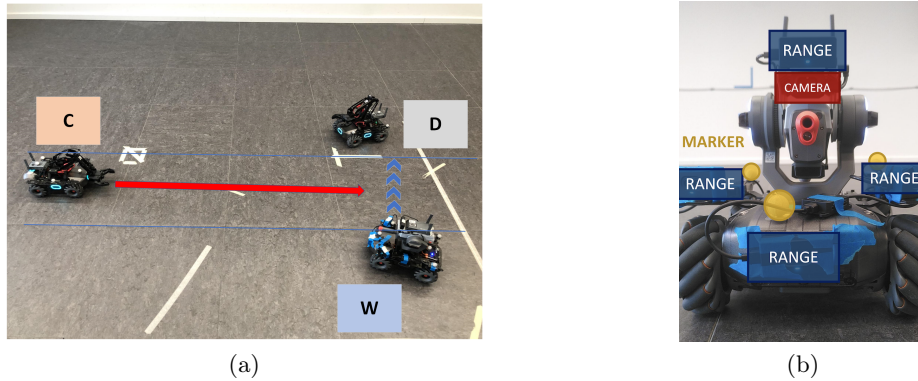 C
D
W
(a)
RANGE
CAMERA
MARKER
RANGE
RANGE
RANGE
(b)